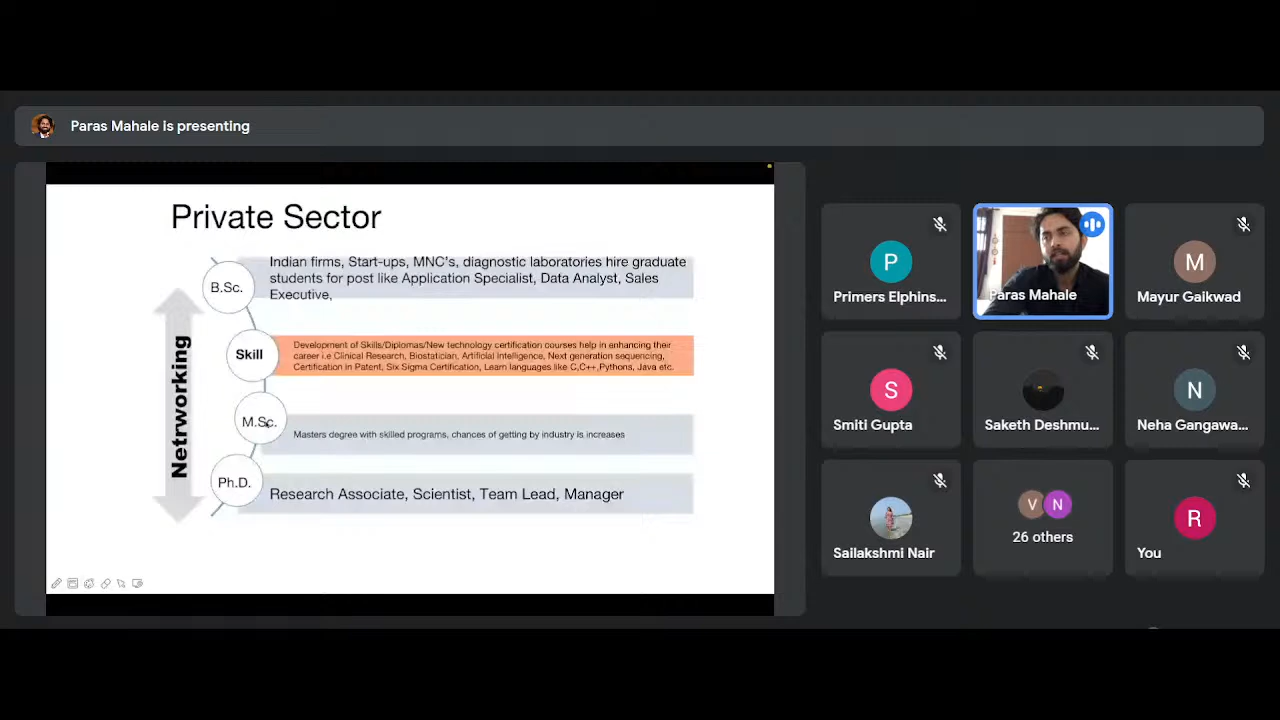 Paras Mahale is presenting
Private Sector
Indian firms, Start-ups, MNC's, diagnostic laboratories hire graduate
students for post like Application Specialist, Data Analyst, Sales
Executive,
B.Sc.
Netrworking
Skill
Development of Skills/Diplomas/New technology certification courses help in enhancing their
career i.e Clinical Research, Biostatician, Artificial Intelligence, Next generation sequencing,
Certification in Patent, Six Sigma Certification, Learn languages like C,C++,Pythons, Java etc.
M.Sc.
Masters degree with skilled programs, chances of getting by industry is increases
Ph.D.
Research Associate, Scientist, Team Lead, Manager
P
Primers Elphins...
Paras Mahale
M
Mayur Gaikwad
S
Smiti Gupta
Saketh Deshmu...
N
Neha Gangawa...
Sailakshmi Nair
V N
26 others
R
You